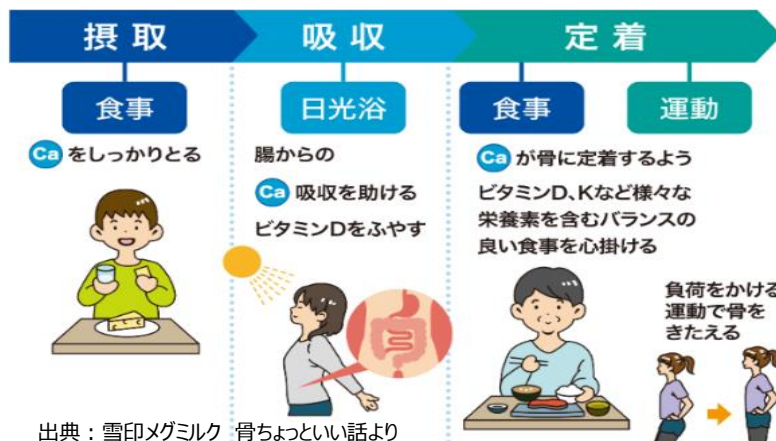 摂取
吸収
定着
食事
Caをしっかりとる
日光浴
腸からの
Ca吸収を助ける
ビタミンDをふやす
食事
運動
Caが骨に定着するよう
ビタミンD、Kなど様々な
栄養素を含むバランスの
良い食事を心掛ける
負荷をかける
運動で骨を
きたえる
出典：雪印メグミルク 骨ちょっといい話より